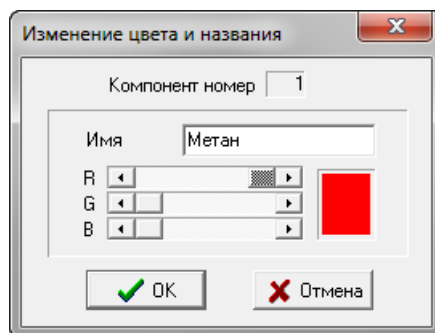 Изменение цвета и названия
Компонент номер 1
Имя Метан
R
G
B
OK Отмена